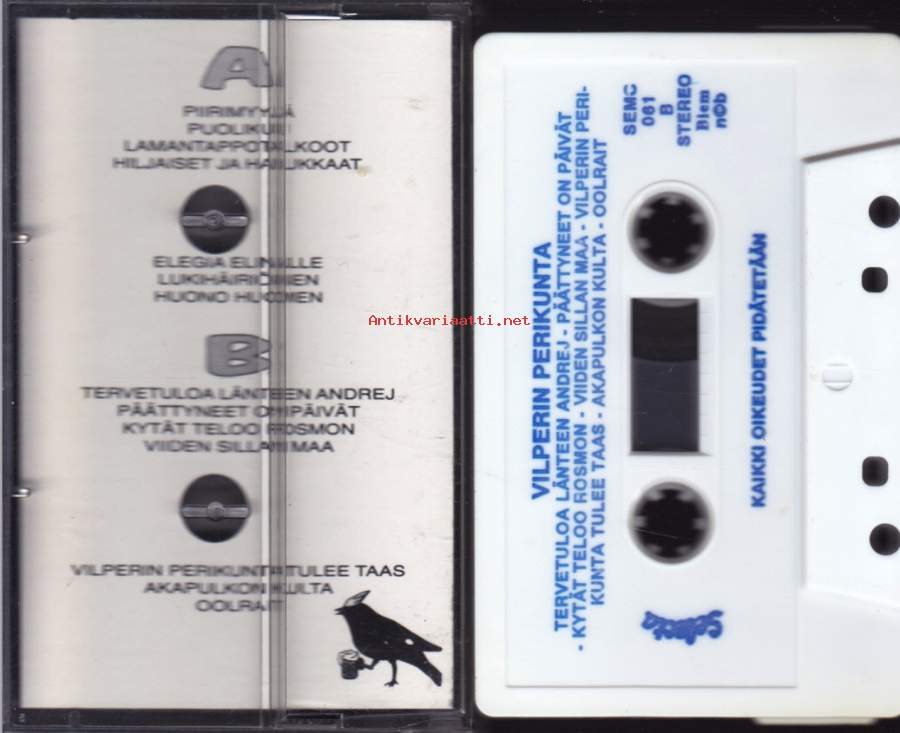 A
PIIRIMYYJÄ
PUOLIKUU
LAMANTAPPOTALKOOT
HILJAISET JA HAILIKKAAT
ELEGIA ELINALLE
LUKIHÄIRIÖINEN
HUONO HUOMEN
B
TERVETULOA LÄNTEEN ANDREJ
PÄÄTTYNEET ON PÄIVÄT
KYTÄT TELOO ROSMON
VIIDEN SILLAN MAA
VILPERIN PERIKUNTA TULEE TAAS
AKAPULKON KULTA
OOLRAIT
Antikvariaatti.net
VILPERIN PERIKUNTA
TERVETULOA LÄNTEEN ANDREJ - PÄÄTTYNEET ON PÄIVÄT
- KYTÄT TELOO ROSMON - VIIDEN SILLAN MAA - VILPERIN PERI-
KUNTA TULEE TAAS - AKAPULKON KULTA - OOLRAIT
SEMC
061
B
STEREO
Biem
n©b
KAIKKI OIKEUDET PIDÄTETÄÄN
Selecta